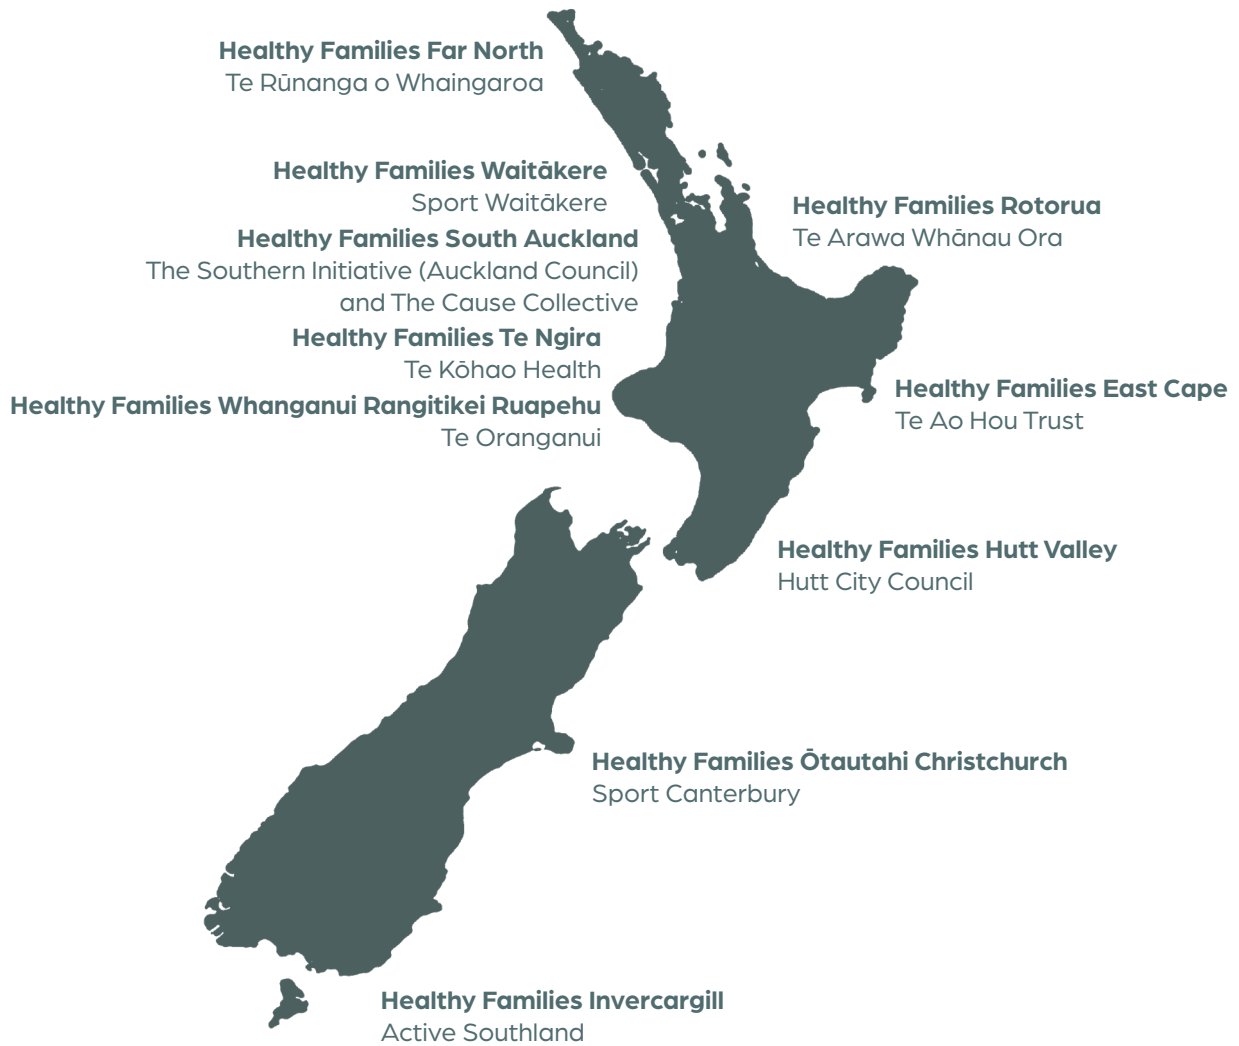 Healthy Families Far North
Te Rūnanga o Whaingaroa
Healthy Families Waitākere
Sport Waitākere
Healthy Families South Auckland
The Southern Initiative (Auckland Council)
and The Cause Collective
Healthy Families Te Ngira
Te Kōhao Health
Healthy Families Whanganui Rangitikei Ruapehu
Te Oranganui
Healthy Families Rotorua
Te Arawa Whānau Ora
Healthy Families East Cape
Te Ao Hou Trust
Healthy Families Hutt Valley
Hutt City Council
Healthy Families Ōtautahi Christchurch
Sport Canterbury
Healthy Families Invercargill
Active Southland